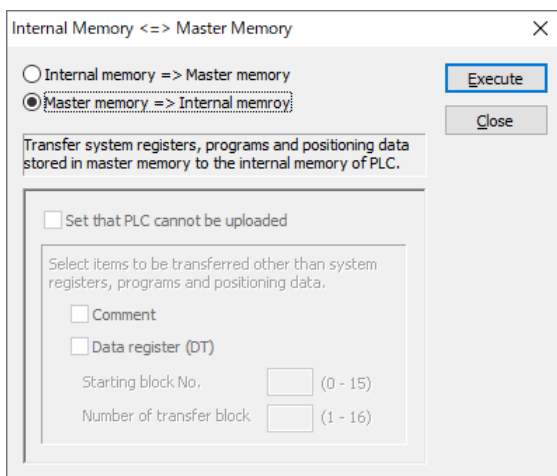 Internal Memory <=> Master Memory
Internal memory => Master memory
Execute
Master memory => Internal memroy
Close
Transfer system registers, programs and positioning data
stored in master memory to the internal memory of PLC.
Set that PLC cannot be uploaded
Select items to be transferred other than system
registers, programs and positioning data.
Comment
Data register (DT)
Starting block No. (0 - 15)
Number of transfer block (1 - 16)